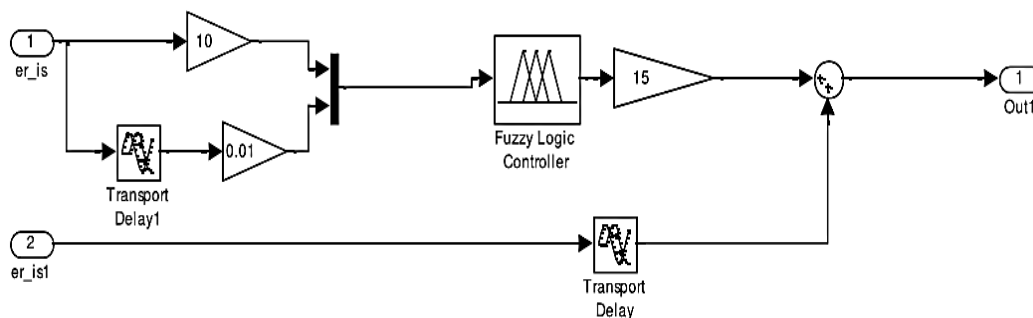 1
er_is
10
Transport
Delay1
0.01
Fuzzy Logic
Controller
15
1
Out1
2
er_is1
Transport
Delay